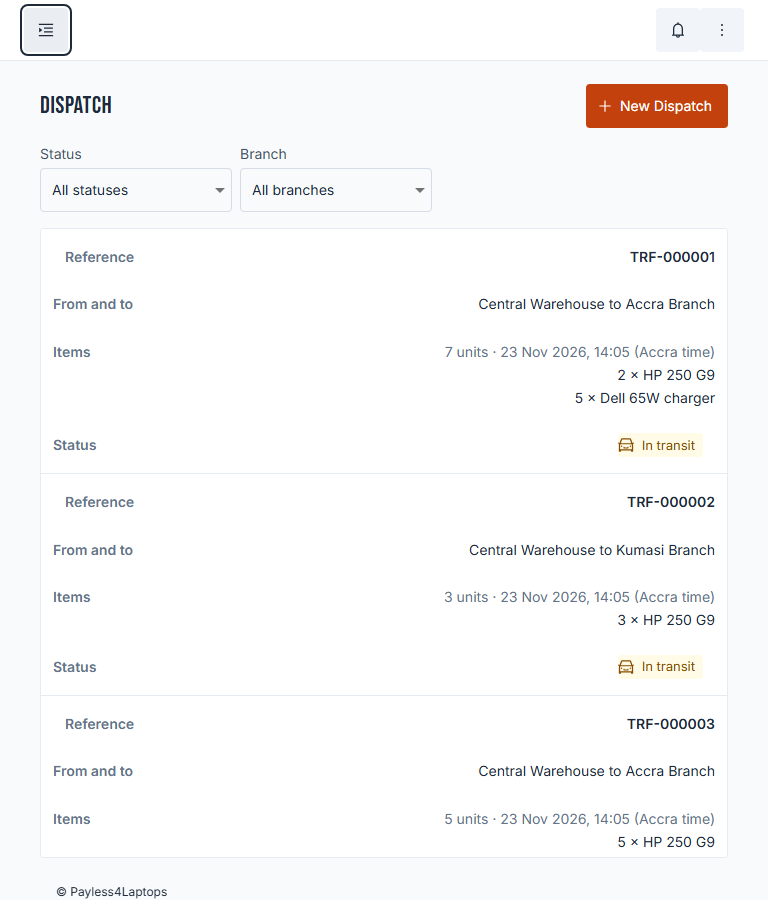 DISPATCH
New Dispatch
Status
Branch
All statuses
All branches
Reference
TRF-000001
From and to
Central Warehouse to Accra Branch
Items
7 units · 23 Nov 2026, 14:05 (Accra time)
2 × HP 250 G9
5 × Dell 65W charger
Status
In transit
Reference
TRF-000002
From and to
Central Warehouse to Kumasi Branch
Items
3 units · 23 Nov 2026, 14:05 (Accra time)
3 × HP 250 G9
Status
In transit
Reference
TRF-000003
From and to
Central Warehouse to Accra Branch
Items
5 units · 23 Nov 2026, 14:05 (Accra time)
5 × HP 250 G9
© Payless4Laptops